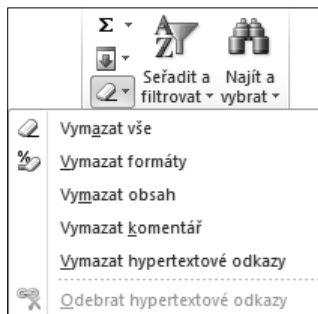 Σ
Seřadit a Najít a
filtrovat vybrat
Vymazat vše
Vymazat formáty
Vymazat obsah
Vymazat komentář
Vymazat hypertextové odkazy
Odebrat hypertextové odkazy